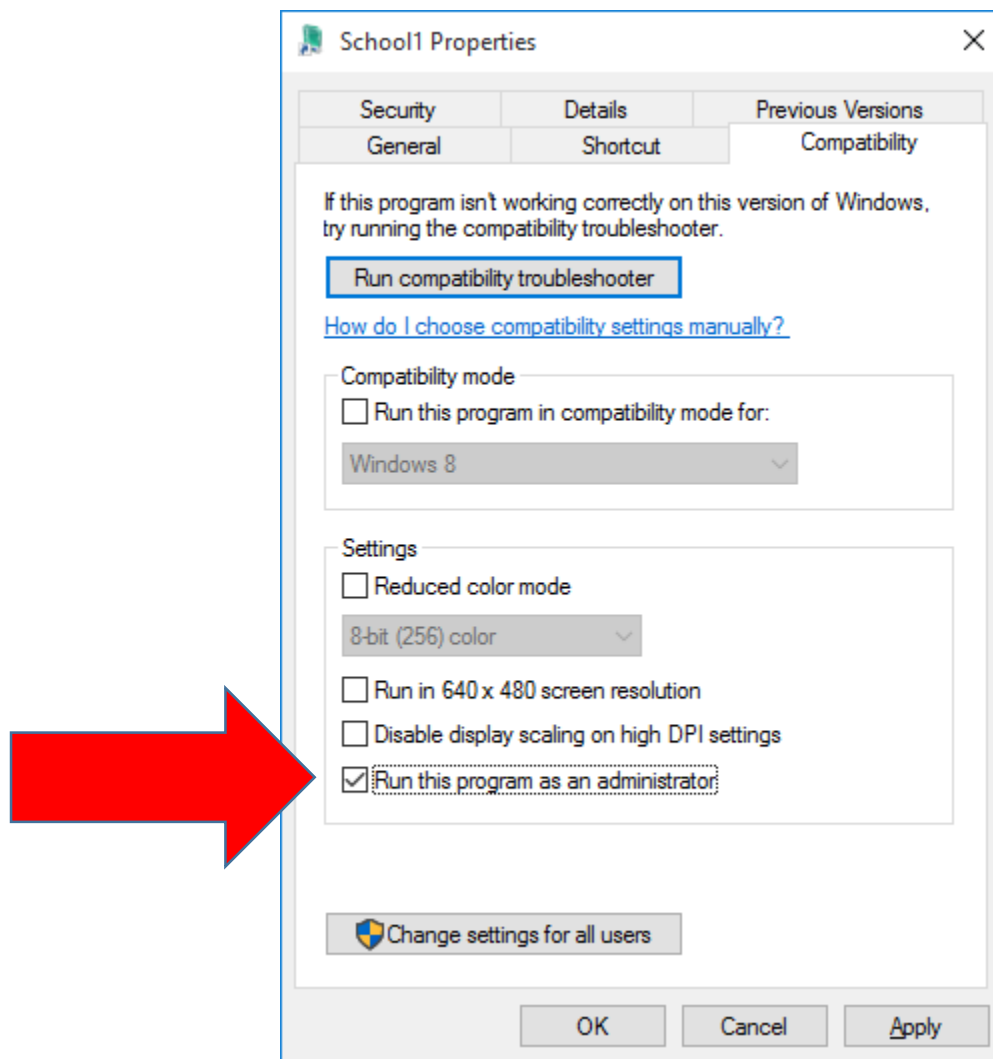 School1 Properties
Security Details Previous Versions
General Shortcut Compatibility
If this program isn't working correctly on this version of Windows,
try running the compatibility troubleshooter.
Run compatibility troubleshooter
How do I choose compatibility settings manually?
Compatibility mode
Run this program in compatibility mode for:
Windows 8
Settings
Reduced color mode
8-bit (256) color
Run in 640 x 480 screen resolution
Disable display scaling on high DPI settings
Run this program as an administrator
Change settings for all users
OK Cancel Apply